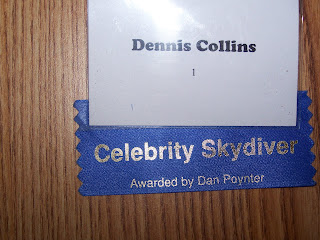 Dennis Collins
1
Celebrity Skydiver
Awarded by Dan Poynter